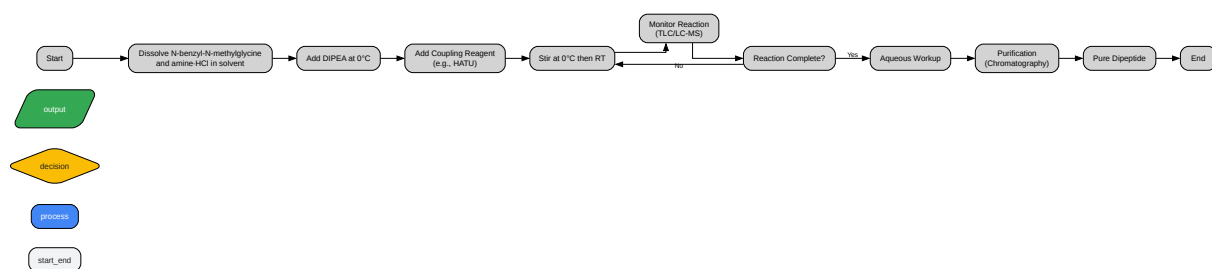 Start
Dissolve N-benzyl-N-methylglycine
and amine-HCl in solvent
Add DIPEA at 0°C
Add Coupling Reagent
(e.g., HATU)
Stir at 0°C then RT
Monitor Reaction
(TLC/LC-MS)
No
Reaction Complete?
Yes
Aqueous Workup
Purification
(Chromatography)
Pure Dipeptide
End
output
decision
process
start_end